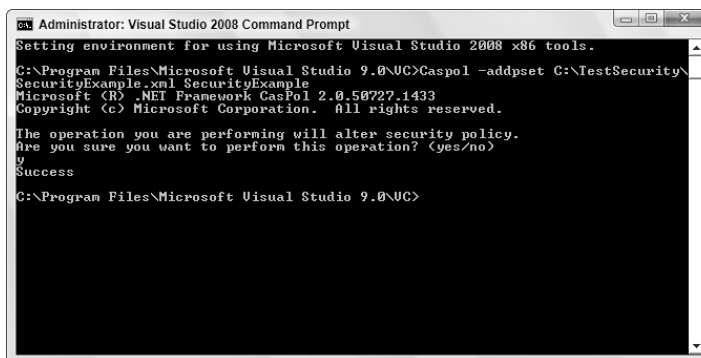 Administrator: Visual Studio 2008 Command Prompt
Setting environment for using Microsoft Visual Studio 2008 x86 tools.
C:\Program Files\Microsoft Visual Studio 9.0\VC>Caspol -addpset C:\TestSecurity\
SecurityExample.xml SecurityExample
Microsoft (R) .NET Framework CasPol 2.0.50727.1433
Copyright (c) Microsoft Corporation.  All rights reserved.
The operation you are performing will alter security policy.
Are you sure you want to perform this operation? (yes/no)
y
Success
C:\Program Files\Microsoft Visual Studio 9.0\VC>